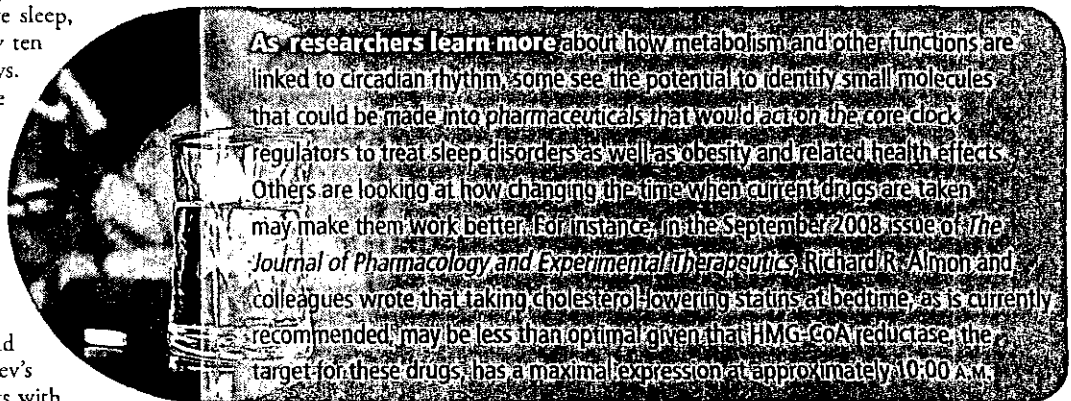 e sleep,
ten
As researchers learn more about how metabolism and other functions are
linked to circadian rhythm, some see the potential to identify small molecules
that could be made into pharmaceuticals that would act on the core clock
regulators to treat sleep disorders as well as obesity and related health effects.
Others are looking at how changing the time when current drugs are taken
may make them work better. For instance, in the September 2008 issue of The
Journal of Pharmacology and Experimental Therapeutics, Richard R. Almon and
colleagues wrote that taking cholesterol-lowering statins at bedtime, as is currently
recommended, may be less than optimal given that HMG-CoA reductase, the
target for these drugs, has a maximal expression at approximately 10:00 A.M.
ev's
s with